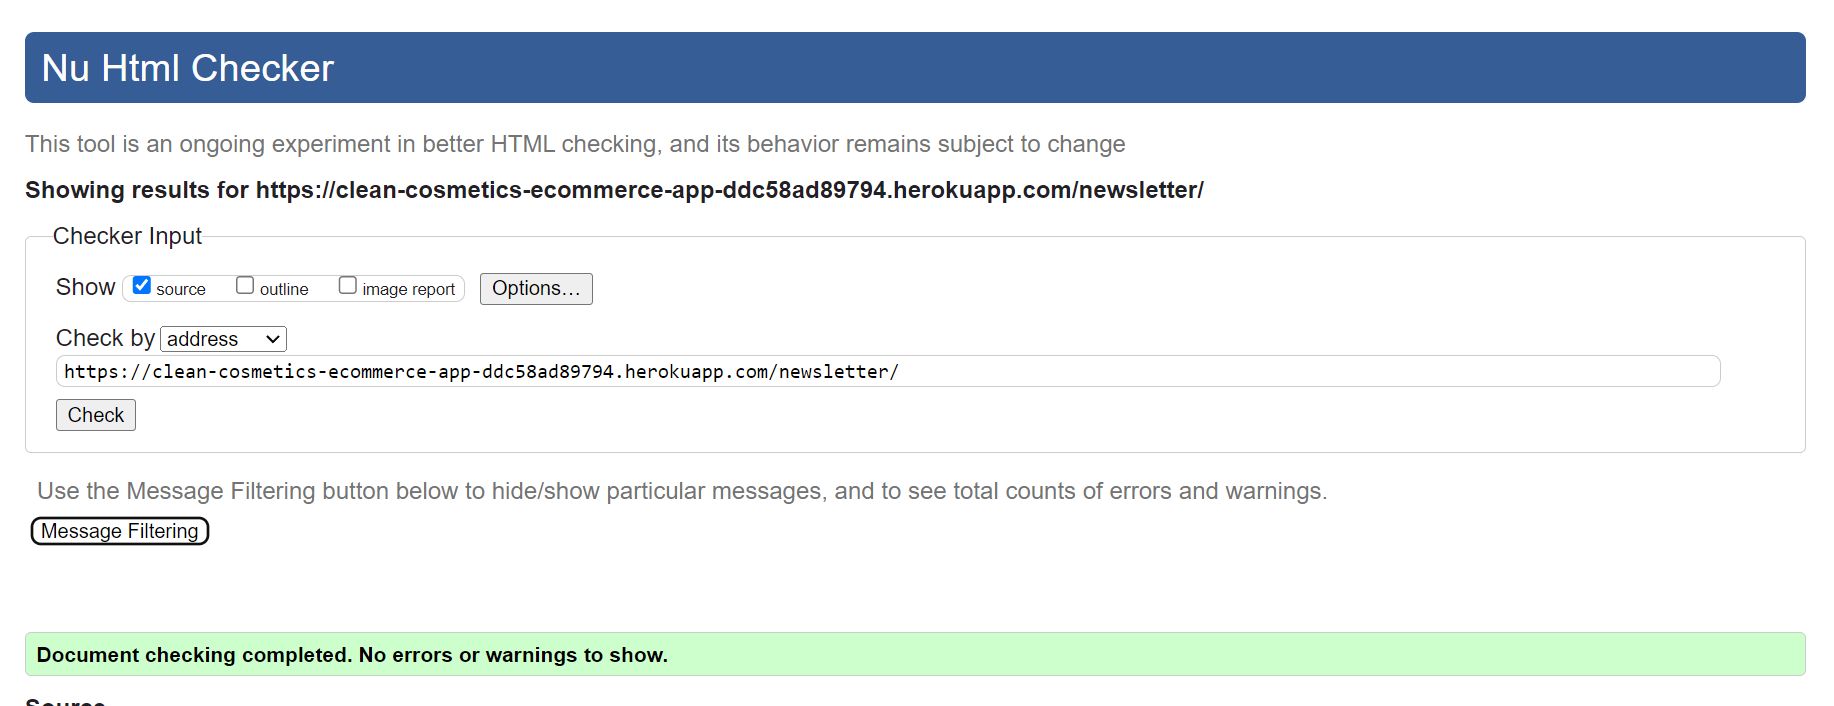 Nu Html Checker
This tool is an ongoing experiment in better HTML checking, and its behavior remains subject to change
Showing results for https://clean-cosmetics-ecommerce-app-ddc58ad89794.herokuapp.com/newsletter/
Checker Input
Show source outline image report Options...
Check by address
https://clean-cosmetics-ecommerce-app-ddc58ad89794.herokuapp.com/newsletter/
Check
Use the Message Filtering button below to hide/show particular messages, and to see total counts of errors and warnings.
Message Filtering
Document checking completed. No errors or warnings to show.
Source